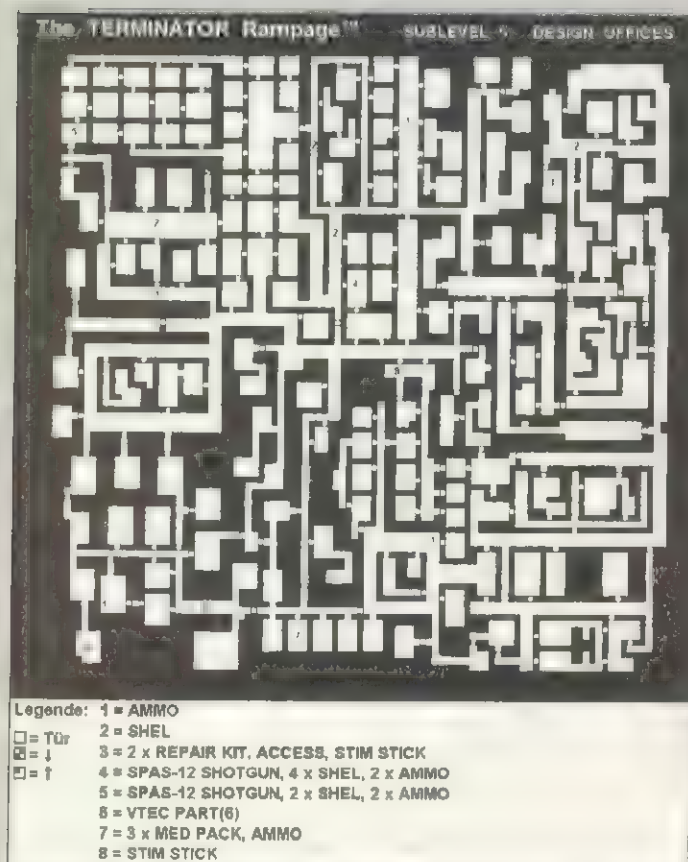 The TERMINATOR Rampage™ SUBLEVEL DESIGN OFFICES
Legende: 1 = AMMO
□ = Tür 2 = SHEL
= ↓ 3 = 2 x REPAIR KIT, ACCESS, STIM STICK
= ↑ 4 = SPAS-12 SHOTGUN, 4 x SHEL, 2 x AMMO
5 = SPAS-12 SHOTGUN, 2 x SHEL, 2 x AMMO
6 = VTEC PART(6)
7 = 3 x MED PACK, AMMO
8 = STIM STICK